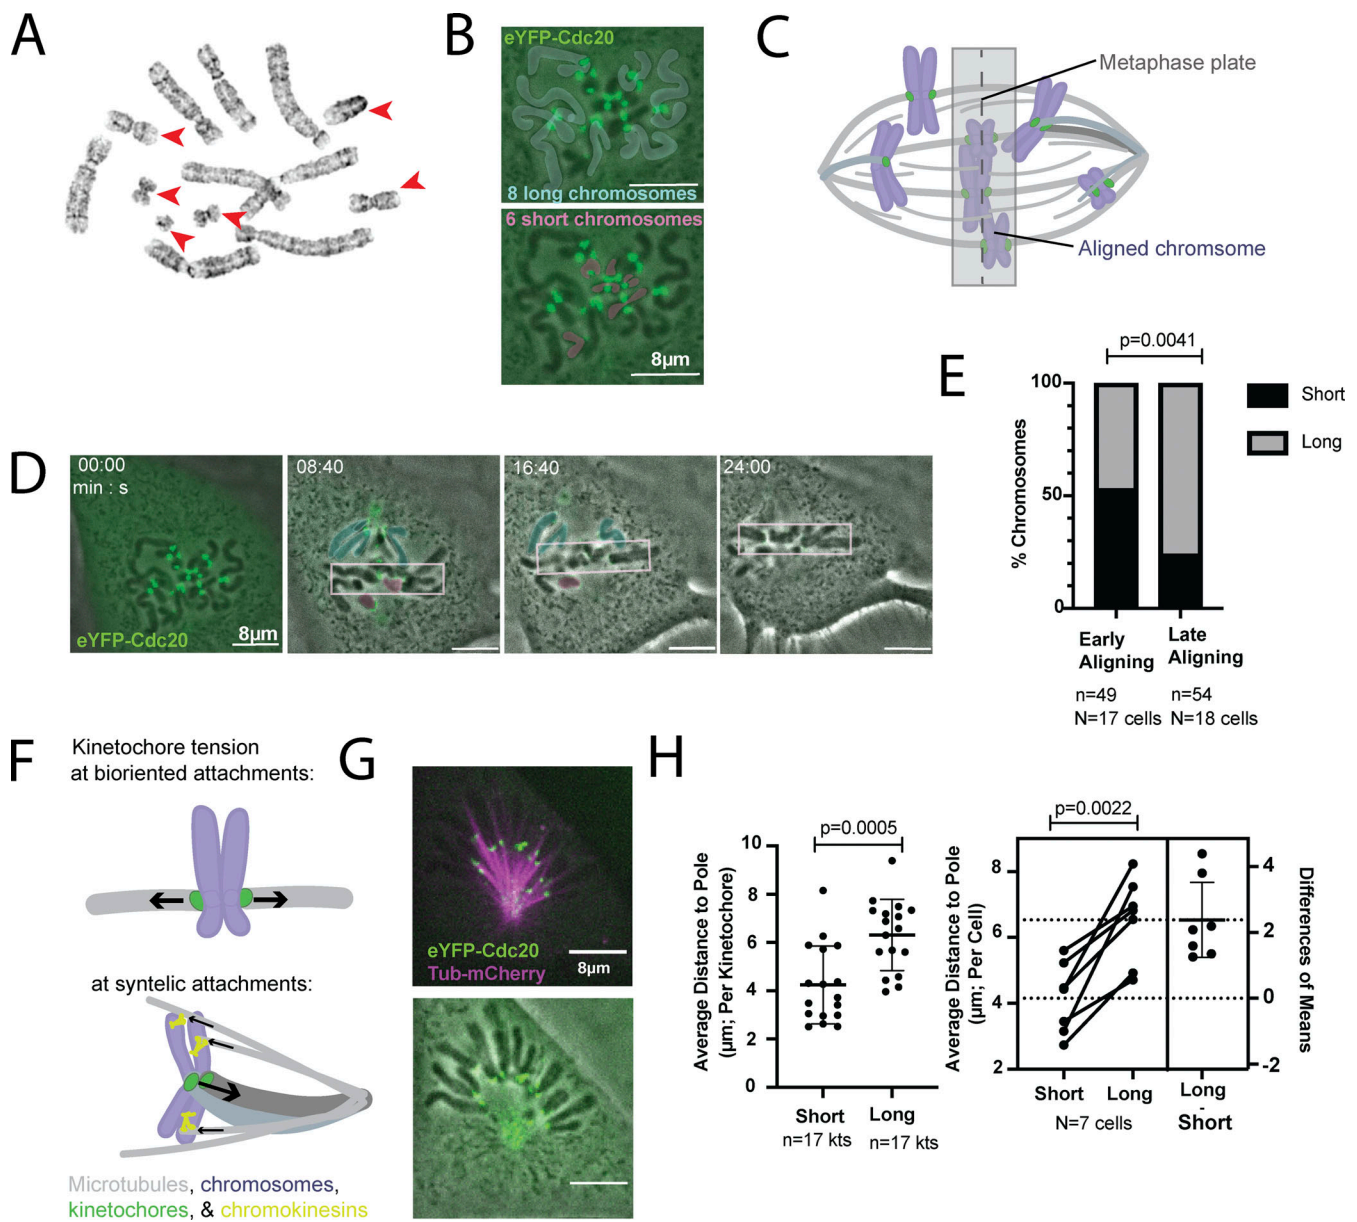 A
B
eYFP-Cdc20
8 long chromosomes
6 short chromosomes
8µm
C
Metaphase plate
Aligned chromsome
D
00:00
min : s
eYFP-Cdc20
8µm
08:40
16:40
24:00
E
p=0.0041
100
50
0
% Chromosomes
Short
Long
Early
Aligning
n=49
N=17 cells
Late
Aligning
n=54
N=18 cells
F
Kinetochore tension
at bioriented attachments:
at syntelic attachments:
Microtubules, chromosomes,
kinetochores, & chromokinesins
G
eYFP-Cdc20
Tub-mCherry
8µm
H
p=0.0005
10
8
6
4
2
0
Average Distance to Pole
(µm; Per Kinetochore)
Short
n=17 kts
Long
n=17 kts
p=0.0022
8
6
4
2
Average Distance to Pole
(µm; Per Cell)
Short
Long
N=7 cells
Long
-
Short
4
2
0
-2
Differences of Means